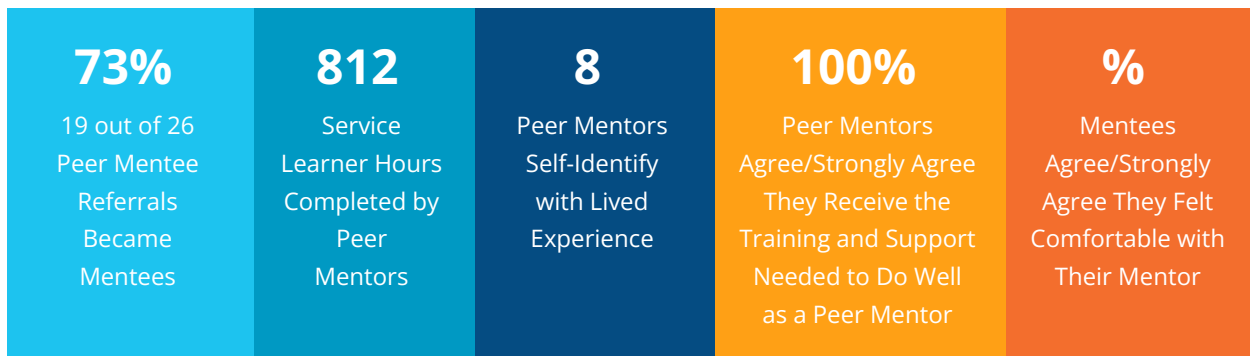 73%
19 out of 26
Peer Mentee
Referrals
Became
Mentees
812
Service
Learner Hours
Completed by
Peer
Mentors
8
Peer Mentors
Self-Identify
with Lived
Experience
100%
Peer Mentors
Agree/Strongly Agree
They Receive the
Training and Support
Needed to Do Well
as a Peer Mentor
%
Mentees
Agree/Strongly
Agree They Felt
Comfortable with
Their Mentor